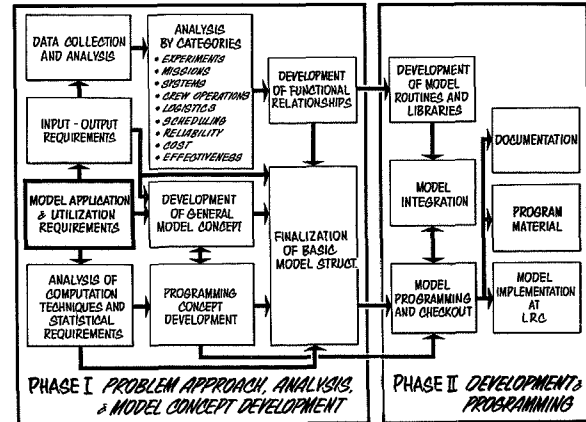 DATA COLLECTION
AND ANALYSIS
ANALYSIS
BY CATEGORIES
• EXPERIMENTS
• MISSIONS
• SYSTEMS
• CREW OPERATIONS
• LOGISTICS
• SCHEDULING
• RELIABILITY
• COST
• EFFECTIVENESS
DEVELOPMENT
OF FUNCTIONAL
RELATIONSHIPS
INPUT - OUTPUT
REQUIREMENTS
MODEL APPLICATION
& UTILIZATION
REQUIREMENTS
DEVELOPMENT
OF GENERAL
MODEL CONCEPT
FINALIZATION
OF BASIC
MODEL STRUCT.
ANALYSIS OF
COMPUTATION
TECHNIQUES AND
STATISTICAL
REQUIREMENTS
PROGRAMMING
CONCEPT
DEVELOPMENT
PHASE I PROBLEM APPROACH, ANALYSIS,
& MODEL CONCEPT DEVELOPMENT
DEVELOPMENT
OF MODEL
ROUTINES AND
LIBRARIES
MODEL
INTEGRATION
MODEL
PROGRAMMING
AND CHECKOUT
DOCUMENTATION
PROGRAM
MATERIAL
MODEL
IMPLEMENTATION
AT
LRC
PHASE II DEVELOPMENT &
PROGRAMMING